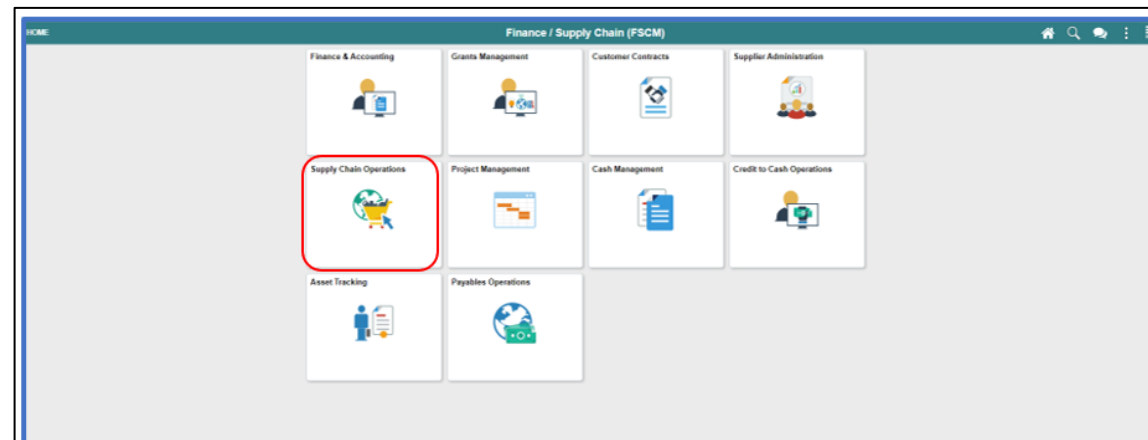 HOME
Finance / Supply Chain (FSCM)
Finance & Accounting
Grants Management
Customer Contracts
Supplier Administration
Supply Chain Operations
Project Management
Cash Management
Credit to Cash Operations
Asset Tracking
Payables Operations